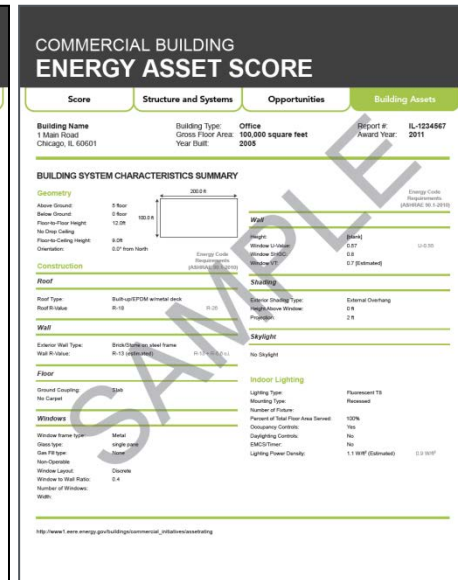 COMMERCIAL BUILDING
ENERGY ASSET SCORE
Score
Structure and Systems
Opportunities
Building Assets
Building Name
1 Main Road
Chicago, IL 60601
Building Type: Office
Gross Floor Area: 100,000 square feet
Year Built: 2005
Report #: IL-1234567
Award Year: 2011
BUILDING SYSTEM CHARACTERISTICS SUMMARY
Geometry
Above Ground: 5 floor
Below Ground: 0 floor
Floor-to-Floor Height: 12.0ft
No Drop Ceiling
Floor-to-Ceiling Height: 9.0ft
Orientation: 0.0° from North
200.0 ft
100.0 ft
Construction
Energy Code
Requirements
(ASHRAE 90.1-2010)
Roof
Roof Type: Built-up/EPDM w/metal deck
Roof R-Value: R-18
Wall
Exterior Wall Type: Brick/Stone on steel frame
Wall R-Value: R-13 (estimated)
Floor
Ground Coupling: Slab
No Carpet
Windows
Window frame type: Metal
Glass type: single pane
Gas Fill type: None
Non-Operable
Window Layout: Discrete
Window to Wall Ratio: 0.4
Number of Windows:
Width:
Energy Code
Requirements
(ASHRAE 90.1-2010)
Wall
Height: [blank]
Window U-Value: 0.57
Window SHGC: 0.8
Window VT: 0.7 [Estimated]
Shading
Exterior Shading Type: External Overhang
Height Above Window: 0 ft
Projection: 2 ft
Skylight
No Skylight
Indoor Lighting
Lighting Type: Fluorescent T8
Mounting Type: Recessed
Number of Fixture:
Percent of Total Floor Area Served: 100%
Occupancy Controls: Yes
Daylighting Controls: No
EMCS/Timer: No
Lighting Power Density: 1.1 W/ft² (Estimated) 0.9 W/ft²
SAMPLE
http://www1.eere.energy.gov/buildings/commercial_initiatives/assetrating